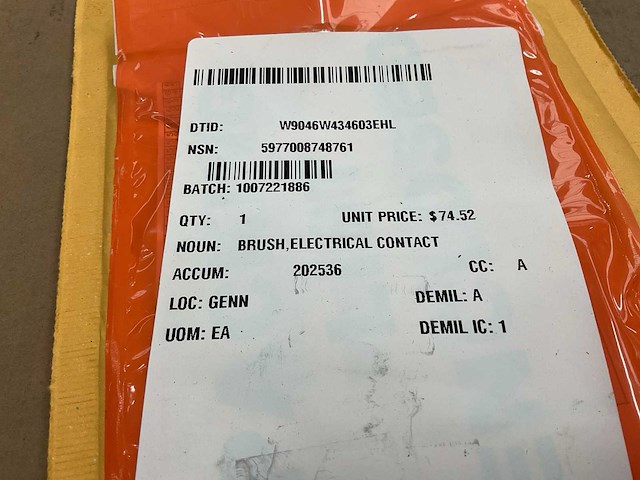 DTID: W9046W434603EHL
NSN: 5977008748761
BATCH: 1007221886
QTY: 1 UNIT PRICE: $74.52
NOUN: BRUSH,ELECTRICAL CONTACT
ACCUM: 202536 CC: A
LOC: GENN DEMIL: A
UOM: EA DEMIL IC: 1